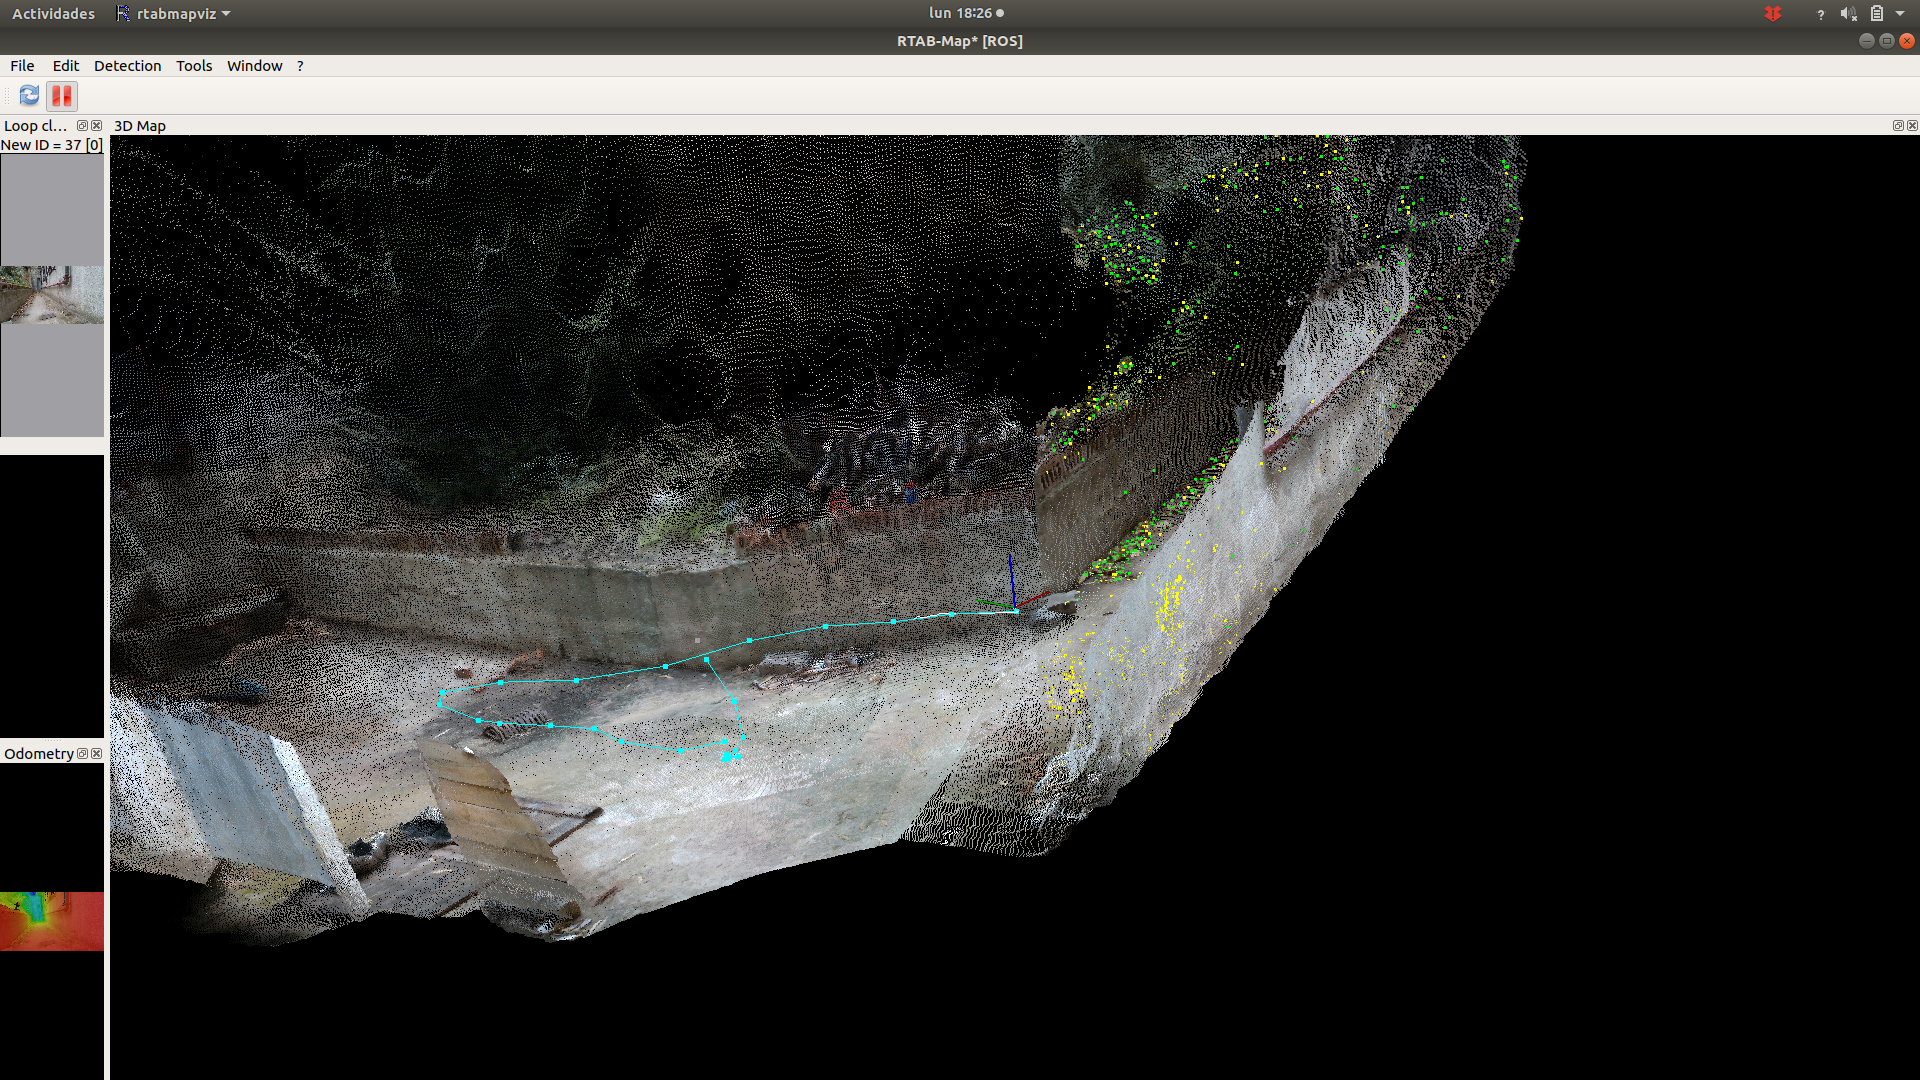 Actividades
rtabmapviz
lun 18:26
?
RTAB-Map* [ROS]
File Edit Detection Tools Window ?
Loop cl...
3D Map
New ID = 37 [0]
Odometry